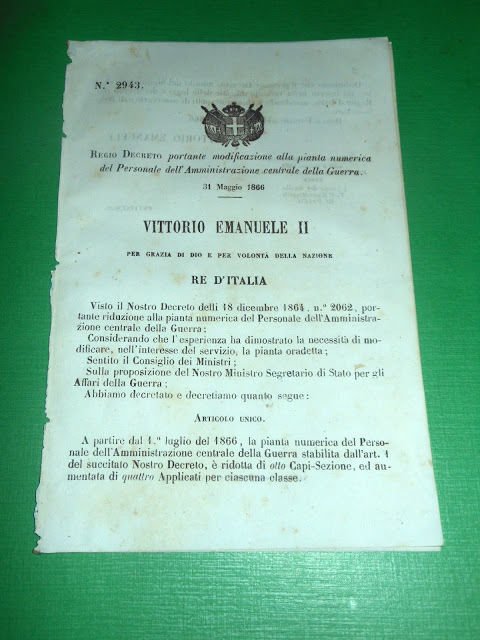 N.° 2943.
REGIO DECRETO portante modificazione alla pianta numerica
del Personale dell'Amministrazione centrale della Guerra.
31 Maggio 1866
VITTORIO EMANUELE II
PER GRAZIA DI DIO E PER VOLONTÀ DELLA NAZIONE
RE D'ITALIA
Visto il Nostro Decreto delli 18 dicembre 1864, n.° 2062, por-
tante riduzione alla pianta numerica del Personale dell'Amministra-
zione centrale della Guerra;
Considerando che l'esperienza ha dimostrato la necessità di mo-
dificare, nell'interesse del servizio, la pianta oradetta;
Sentito il Consiglio dei Ministri;
Sulla proposizione del Nostro Ministro Segretario di Stato per gli
Affari della Guerra;
Abbiamo decretato e decretiamo quanto segue:
ARTICOLO UNICO.
A partire dal 1.° luglio del 1866, la pianta numerica del Perso-
nale dell'Amministrazione centrale della Guerra stabilita dall'art. 1
del succitato Nostro Decreto, è ridotta di otto Capi-Sezione, ed au-
mentata di quattro Applicati per ciascuna classe.